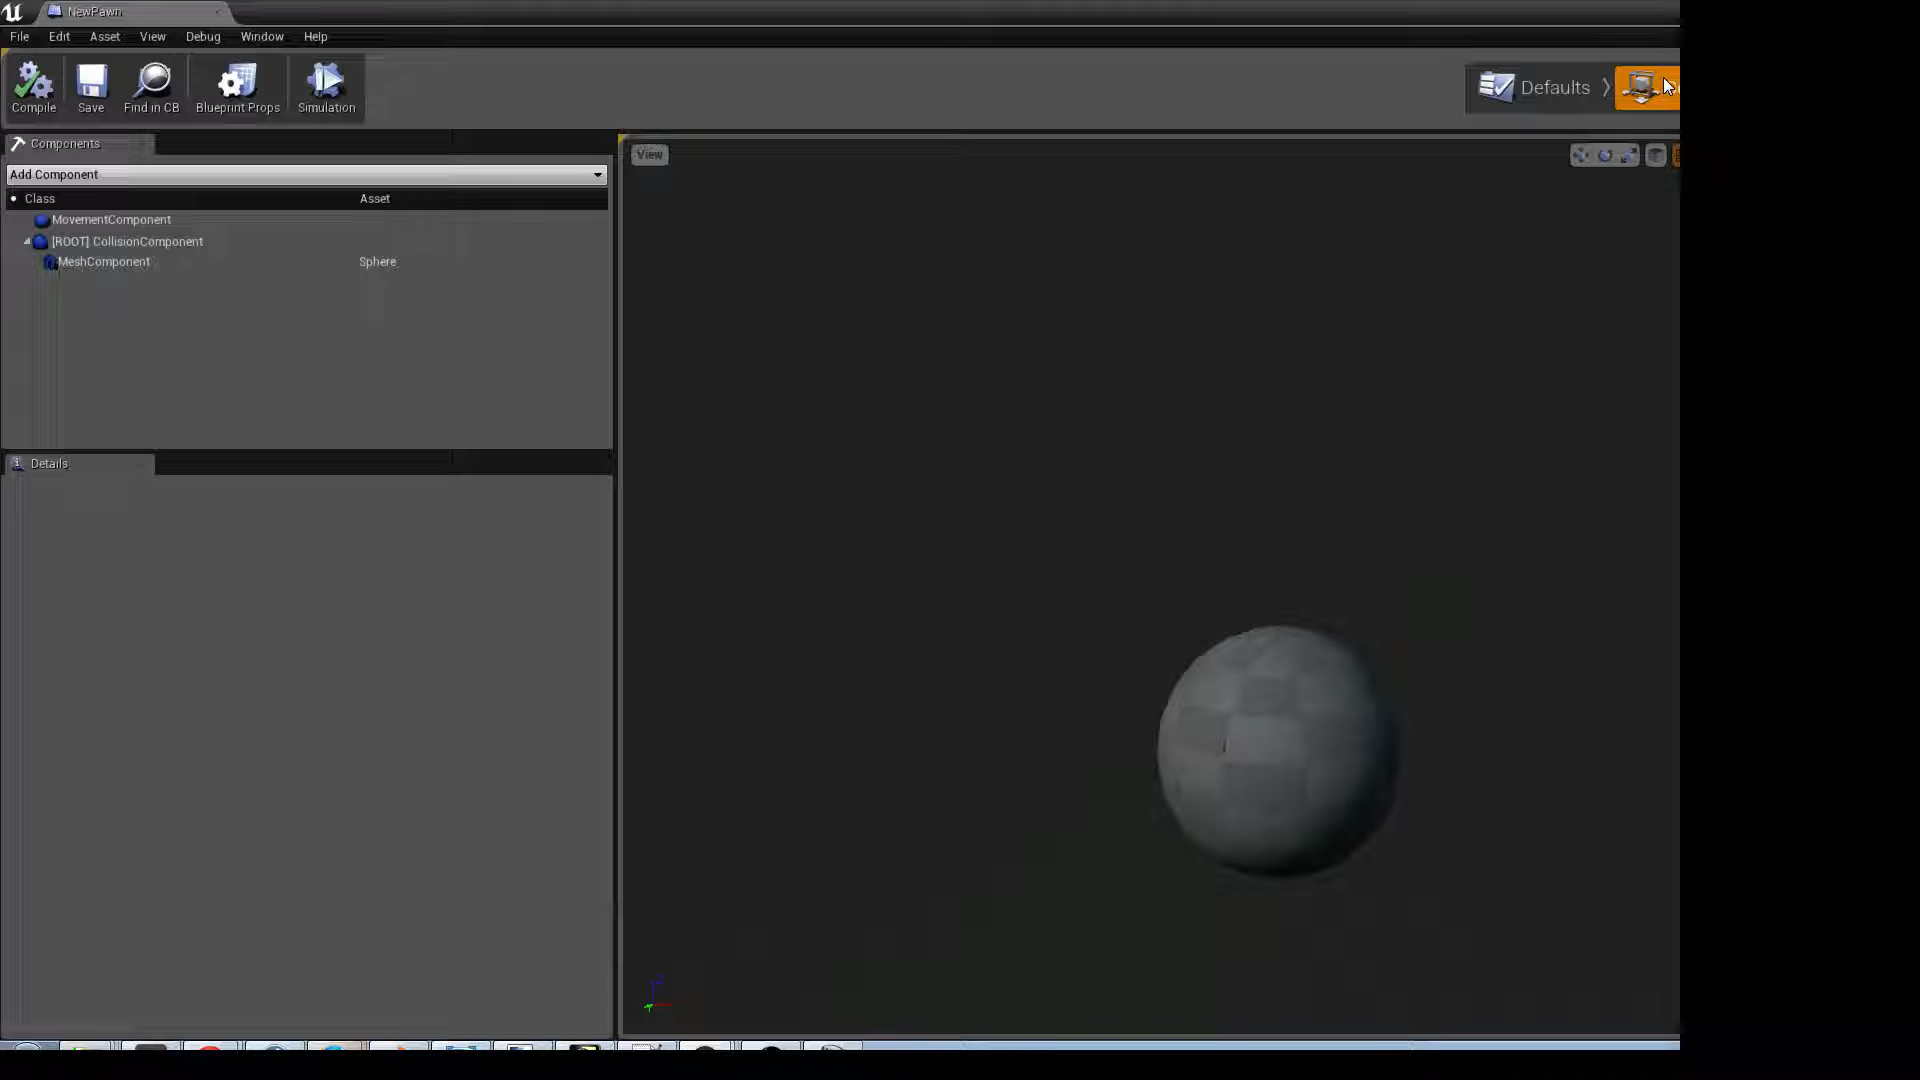 NewPawn
File Edit Asset View Debug Window Help
Compile Save Find in CB Blueprint Props Simulation
Defaults
Components
Add Component
Class Asset
MovementComponent
[ROOT] CollisionComponent
MeshComponent Sphere
Details
View